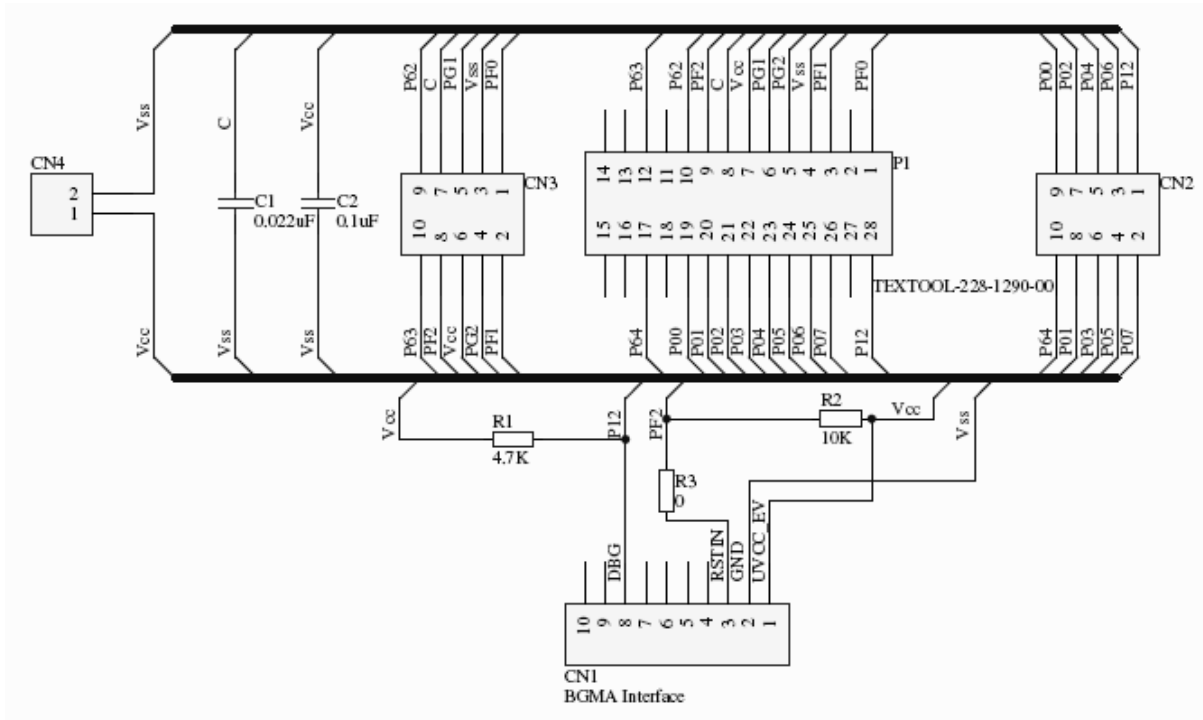 P62 C PG1 Vss PF0
P63 P62 PF2 C Vcc PG1 PG2 Vss PF1 PF0
P00 P02 P04 P06 P12
Vss C Vcc
CN4
2
1
C1
0.022uF
C2
0.1uF
9 7 5 3 1
10 8 6 4 2
CN3
14 13 12 11 10 9 8 7 6 5 4 3 2 1
15 16 17 18 19 20 21 22 23 24 25 26 27 28
P1
TEXTOOL-228-1290-00
9 7 5 3 1
10 8 6 4 2
CN2
Vcc Vss Vss
P63 PF2 Vcc PG2 PF1
P64 P00 P01 P02 P03 P04 P05 P06 P07 P12
P64 P01 P03 P05 P07
Vcc
R1
4.7K
P12
PF2
R2
10K
Vcc
Vss
R3
0
DBG
RSTIN
GND
UVCC_EV
10 9 8 7 6 5 4 3 2 1
CN1
BGMA Interface